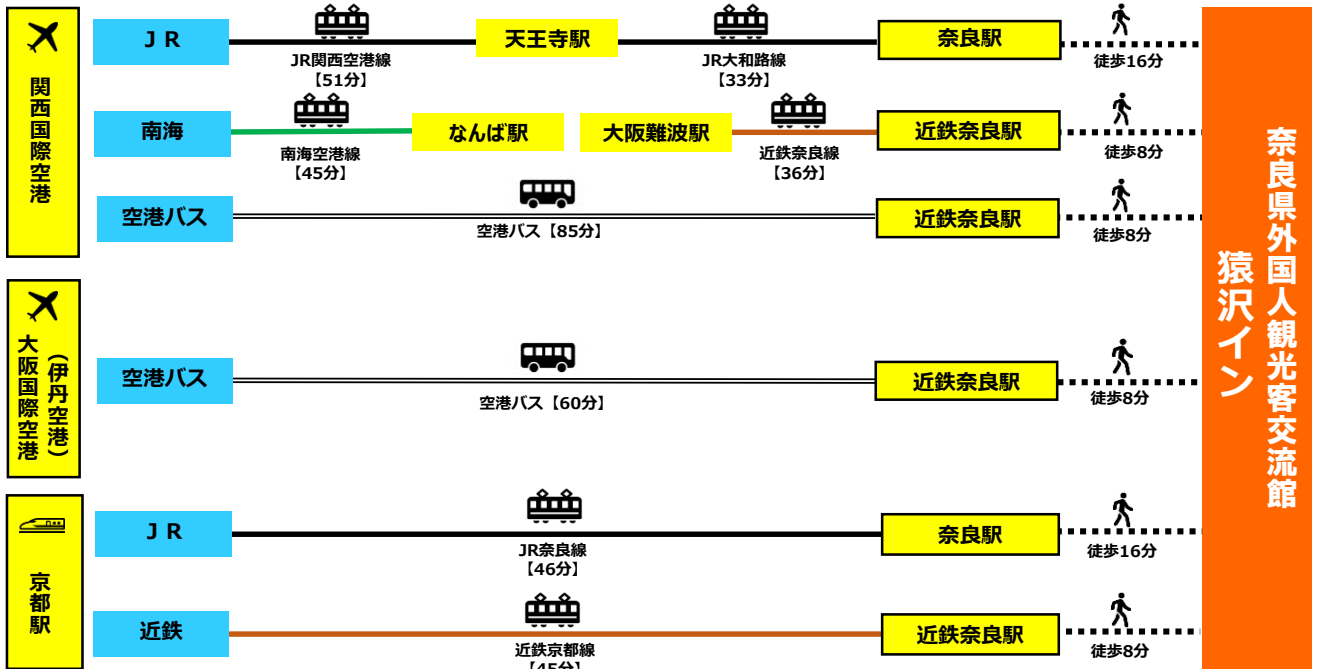 関西国際空港
J R
JR関西空港線
【51分】
天王寺駅
JR大和路線
【33分】
奈良駅
徒歩16分
南海
南海空港線
【45分】
なんば駅
大阪難波駅
近鉄奈良線
【36分】
近鉄奈良駅
徒歩8分
空港バス
空港バス【85分】
近鉄奈良駅
徒歩8分
大阪国際空港
(伊丹空港)
空港バス
空港バス【60分】
近鉄奈良駅
徒歩8分
京都駅
J R
JR奈良線
【46分】
奈良駅
徒歩16分
近鉄
近鉄京都線
【45分】
近鉄奈良駅
徒歩8分
奈良県外国人観光客交流館
猿沢イン